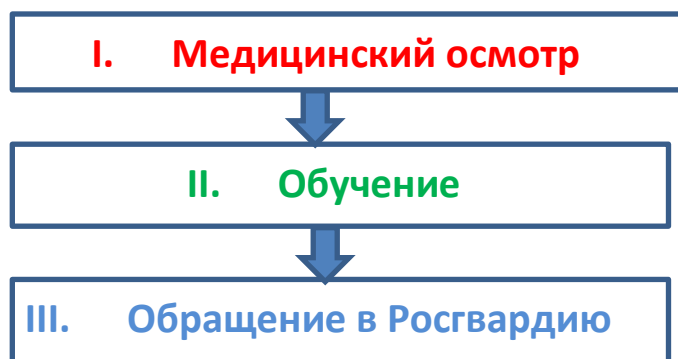 I. Медицинский осмотр
II. Обучение
III. Обращение в Росгвардию